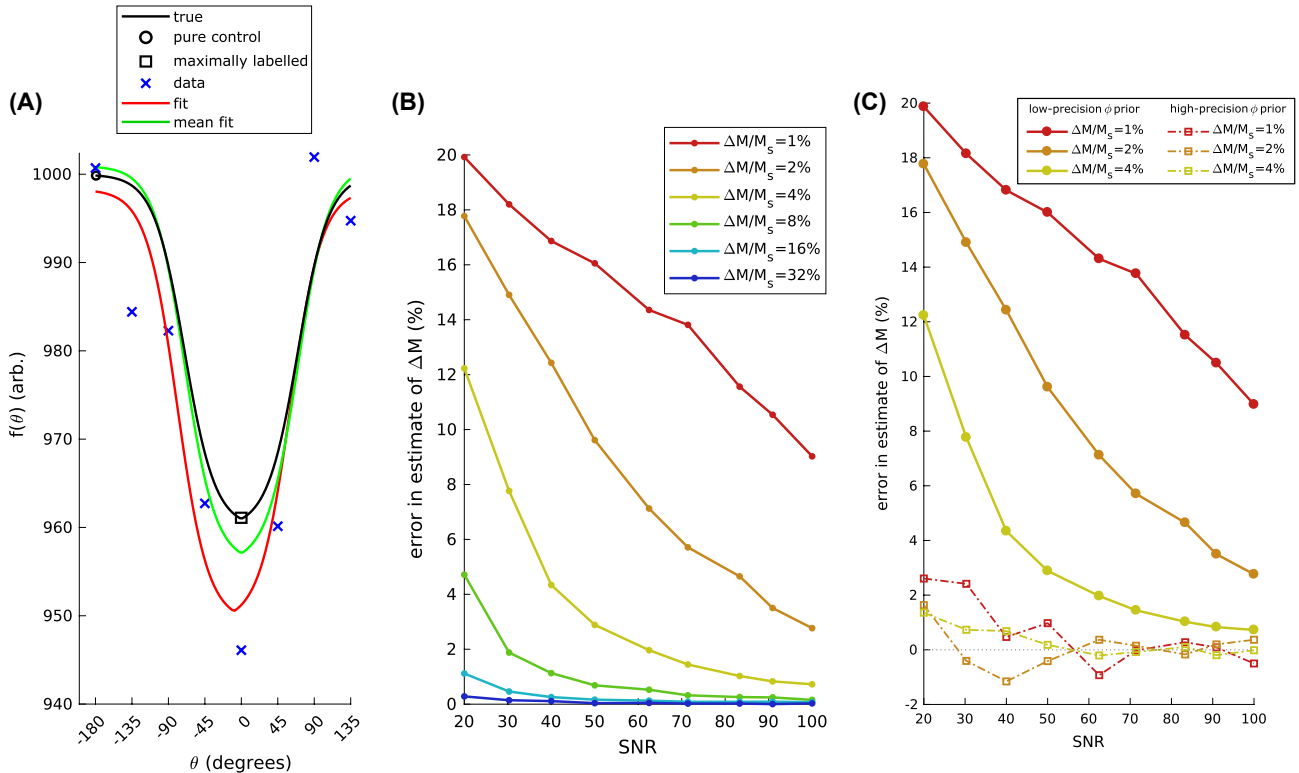 (A)
true
pure control
maximally labelled
data
fit
mean fit
1000
990
980
970
960
950
940
f(θ) (arb.)
-180
-135
-90
-45
0
45
90
135
θ (degrees)
(B)
ΔM/Ms=1%
ΔM/Ms=2%
ΔM/Ms=4%
ΔM/Ms=8%
ΔM/Ms=16%
ΔM/Ms=32%
20
18
16
14
12
10
8
6
4
2
0
error in estimate of ΔM (%)
20
30
40
50
60
70
80
90
100
SNR
(C)
low-precision ϕ prior
high-precision ϕ prior
ΔM/Ms=1%
ΔM/Ms=1%
ΔM/Ms=2%
ΔM/Ms=2%
ΔM/Ms=4%
ΔM/Ms=4%
20
18
16
14
12
10
8
6
4
2
0
-2
error in estimate of ΔM (%)
20
30
40
50
60
70
80
90
100
SNR